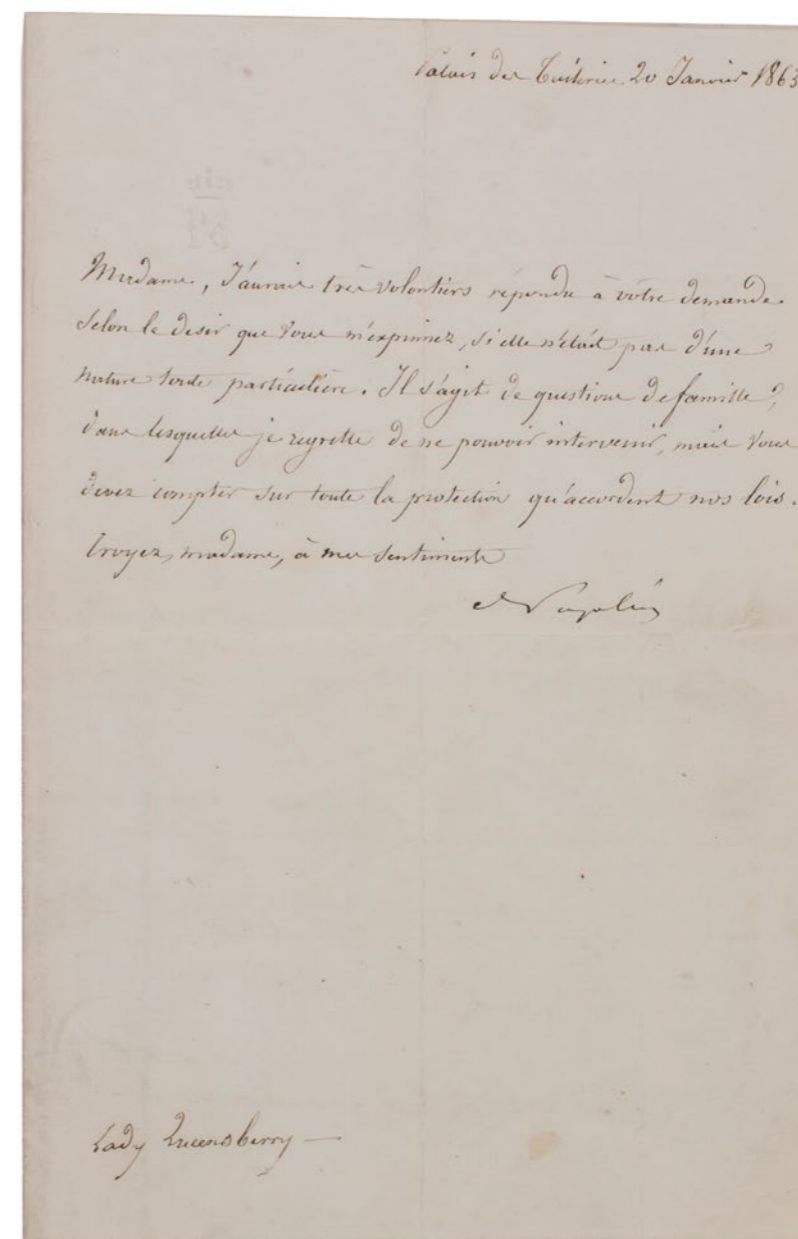 Palais des Tuileries 20 Janvier 1863
Madame, J'aurais très volontiers répondu à vôtre demande
selon le desir que vous m'exprimez, si elle n'était pas d'une
nature toute particulière. Il s'agit de questions de famille,
dans lesquelles je regrette de ne pouvoir intervenir, mais vous
devez compter sur toute la protection qu'accordent nos lois.
Croyez, madame, à mes sentiments
Napoléon
Lady Queensberry —